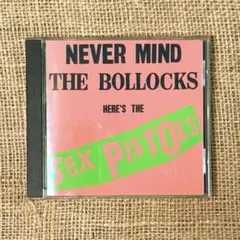 NEVER MIND
THE BOLLOCKS
HERE'S THE
Sex PISTOLS